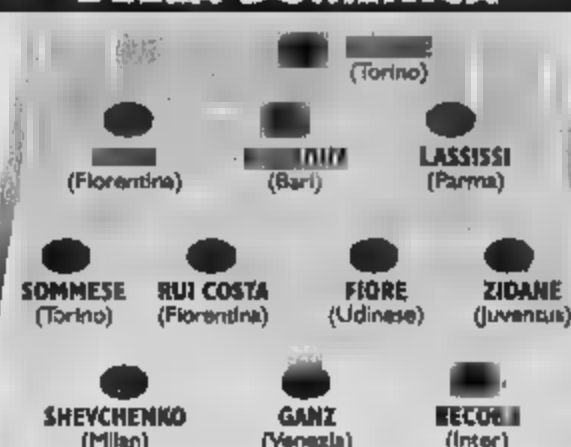 (Torino)
(Fiorentina) (Bari) LASSISSI
(Parma)
SOMMESE RUI COSTA FIORE ZIDANE
(Torino) (Fiorentina) (Udinese) (Juventus)
SHEVCHENKO GANZ
(Milan) (Venezia) (Inter)